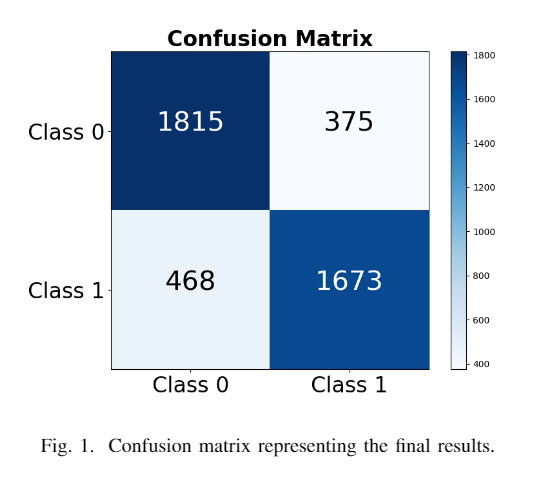 Confusion Matrix
Class 0
1815
375
Class 1
468
1673
Class 0
Class 1
1800
1600
1400
1200
1000
800
600
400
Fig. 1. Confusion matrix representing the final results.